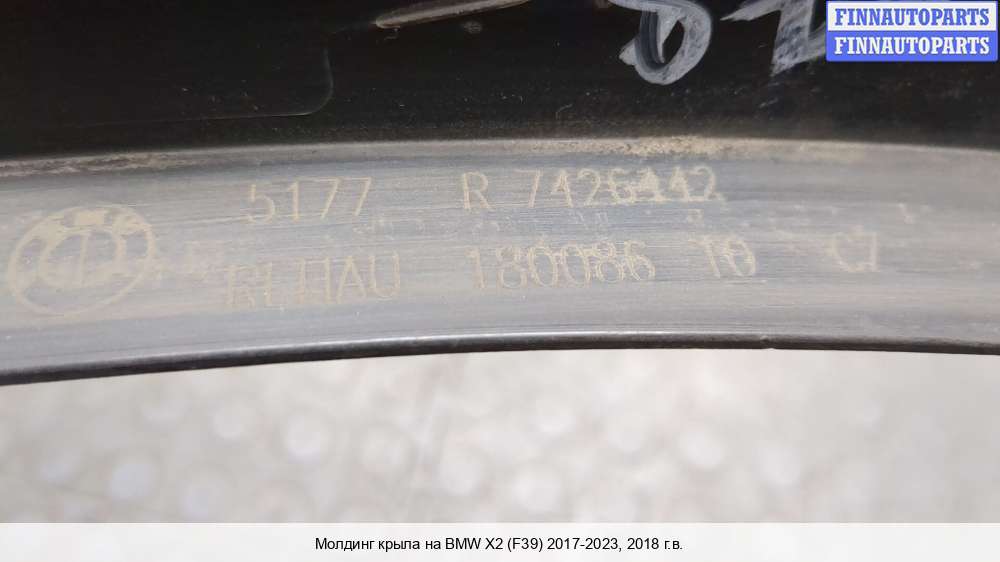 FINNAUTOPARTS
FINNAUTOPARTS
5177 R 7426442
REHAU 180086 10
Молдинг крыла на BMW X2 (F39) 2017-2023, 2018 г.в.